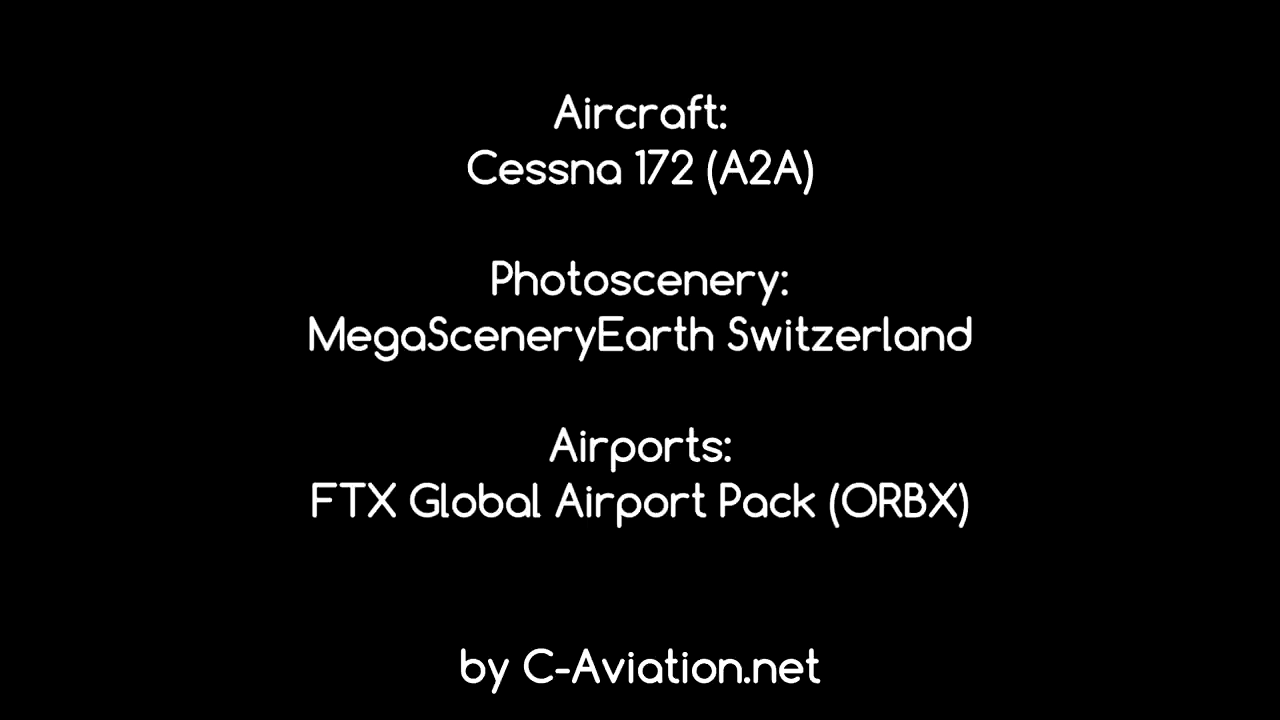 Aircraft:
Cessna 172 (A2A)
Photoscenery:
MegaSceneryEarth Switzerland
Airports:
FTX Global Airport Pack (ORBX)
by C-Aviation.net